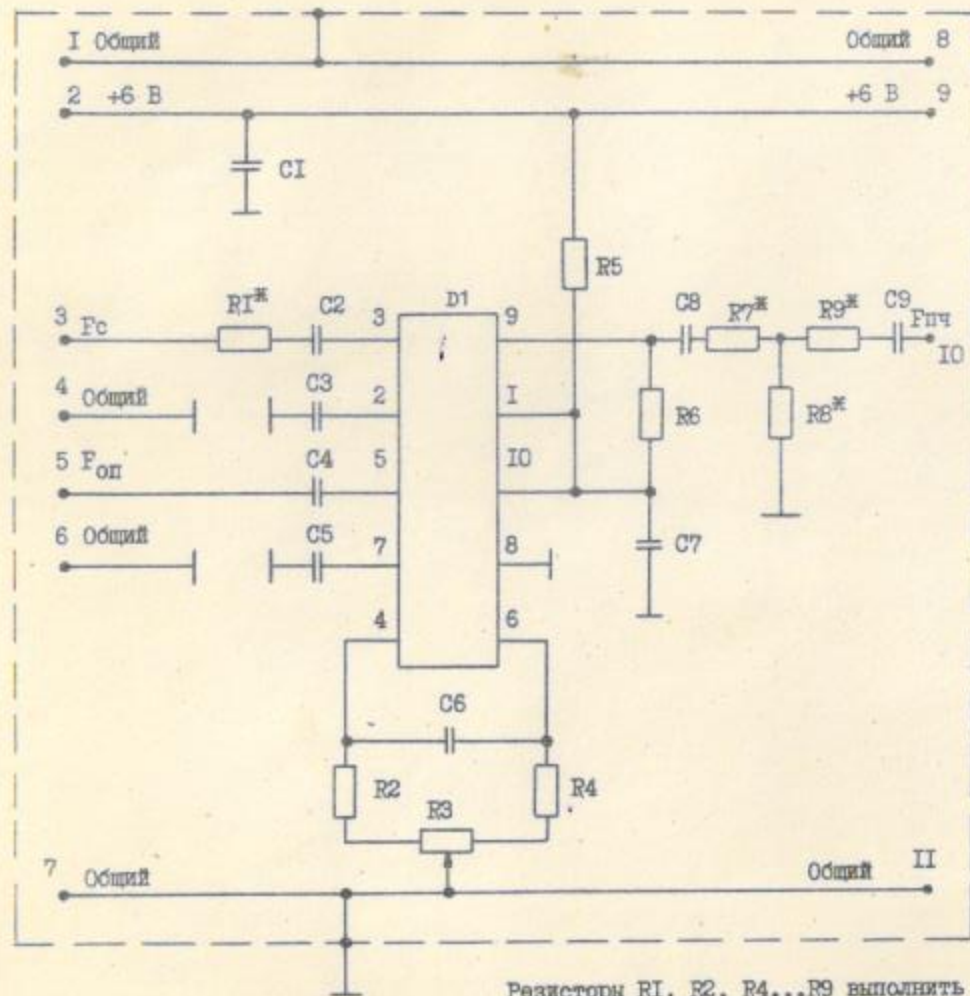 I Общий
Общий 8
2 +6 В
+6 В 9
CI
R5
3 Fс
RI*
C2
3
D1
9
C8
R7*
R9*
C9
Fпч
IO
4 Общий
C3
2
I
R6
R8*
5 Fоп
C4
5
IO
6 Общий
C5
7
8
C7
4
6
C6
R2
R3
R4
7 Общий
Общий II
Резисторы RI, R2, R4...R9 выполнить